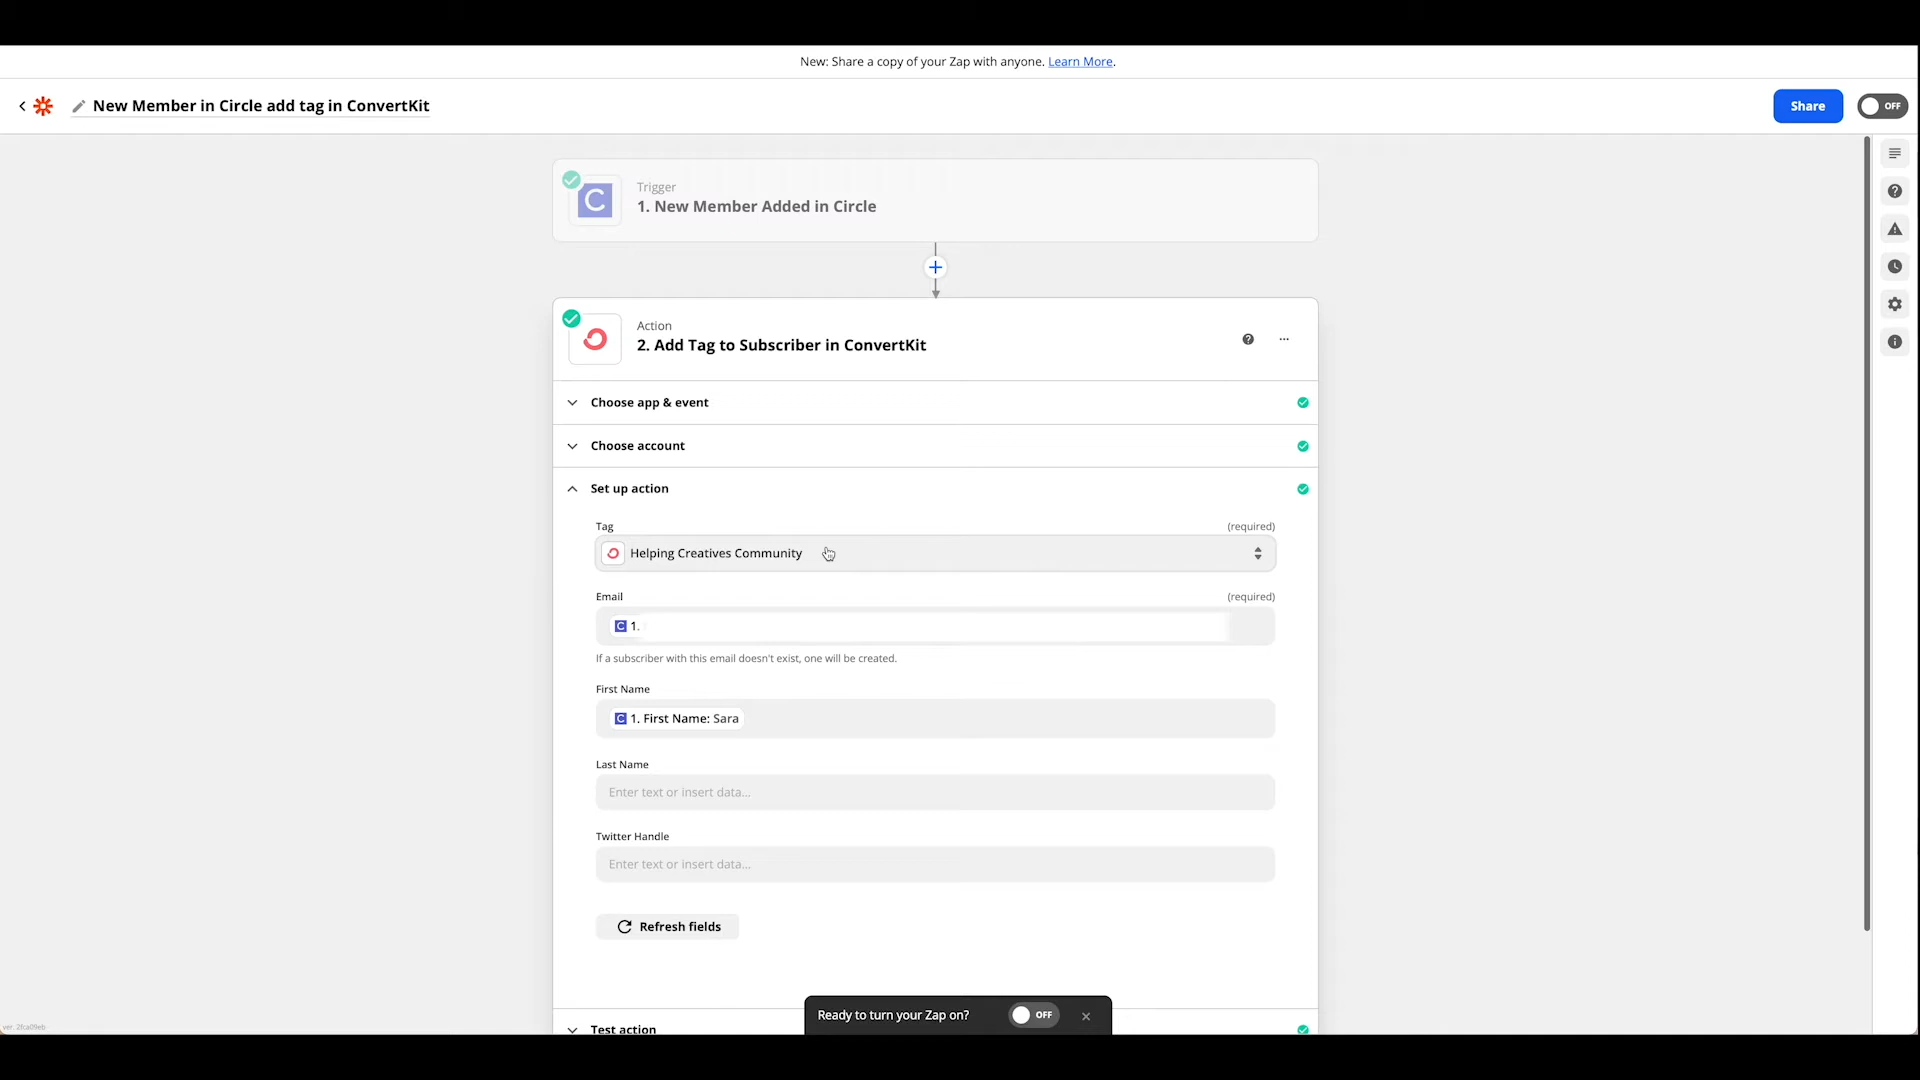 New: Share a copy of your Zap with anyone. Learn More.
New Member in Circle add tag in ConvertKit
Share
OFF
Trigger
1. New Member Added in Circle
Action
2. Add Tag to Subscriber in ConvertKit
Choose app & event
Choose account
Set up action
Tag
(required)
Helping Creatives Community
Email
(required)
1.
If a subscriber with this email doesn't exist, one will be created.
First Name
1. First Name: Sara
Last Name
Enter text or insert data...
Twitter Handle
Enter text or insert data...
Refresh fields
Ready to turn your Zap on?
OFF
Test action
ver. 2fca09eb